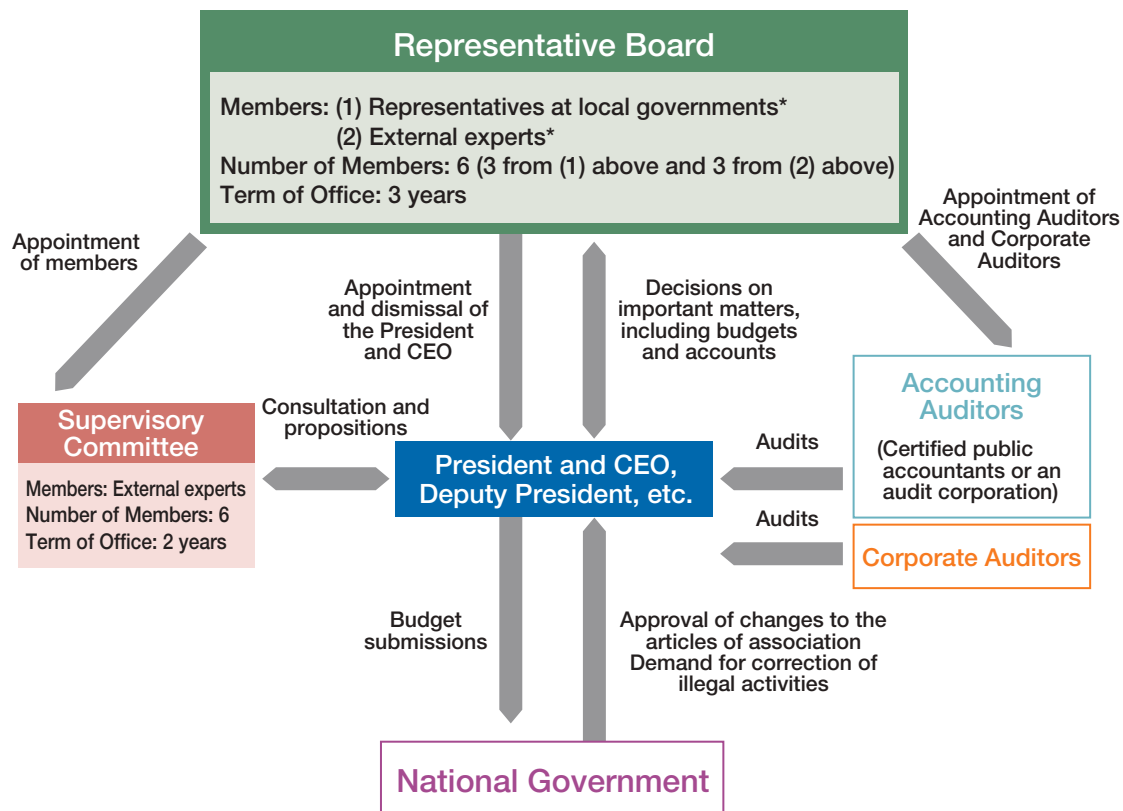 Representative Board
Members: (1) Representatives at local governments*
(2) External experts*
Number of Members: 6 (3 from (1) above and 3 from (2) above)
Term of Office: 3 years
Appointment
of members
Appointment
and dismissal of
the President
and CEO
Decisions on
important matters,
including budgets
and accounts
Appointment of
Accounting Auditors
and Corporate
Auditors
Supervisory
Committee
Members: External experts
Number of Members: 6
Term of Office: 2 years
Consultation and
propositions
President and CEO,
Deputy President, etc.
Audits
Audits
Accounting
Auditors
(Certified public
accountants or an
audit corporation)
Corporate Auditors
Budget
submissions
Approval of changes to the
articles of association
Demand for correction of
illegal activities
National Government